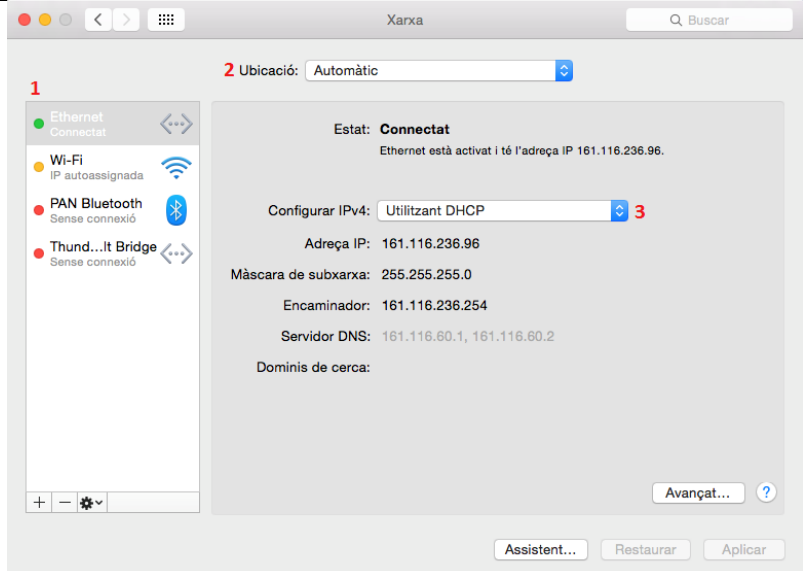 Xarxa
Buscar
2 Ubicació: Automàtic
1
Ethernet
Connectat
Wi-Fi
IP autoassignada
PAN Bluetooth
Sense connexió
Thund...lt Bridge
Sense connexió
Estat: Connectat
Ethernet està activat i té l'adreça IP 161.116.236.96.
Configurar IPv4: Utilitzant DHCP 3
Adreça IP: 161.116.236.96
Màscara de subxarxa: 255.255.255.0
Encaminador: 161.116.236.254
Servidor DNS: 161.116.60.1, 161.116.60.2
Dominis de cerca:
Avançat... ?
Assistent... Restaurar Aplicar